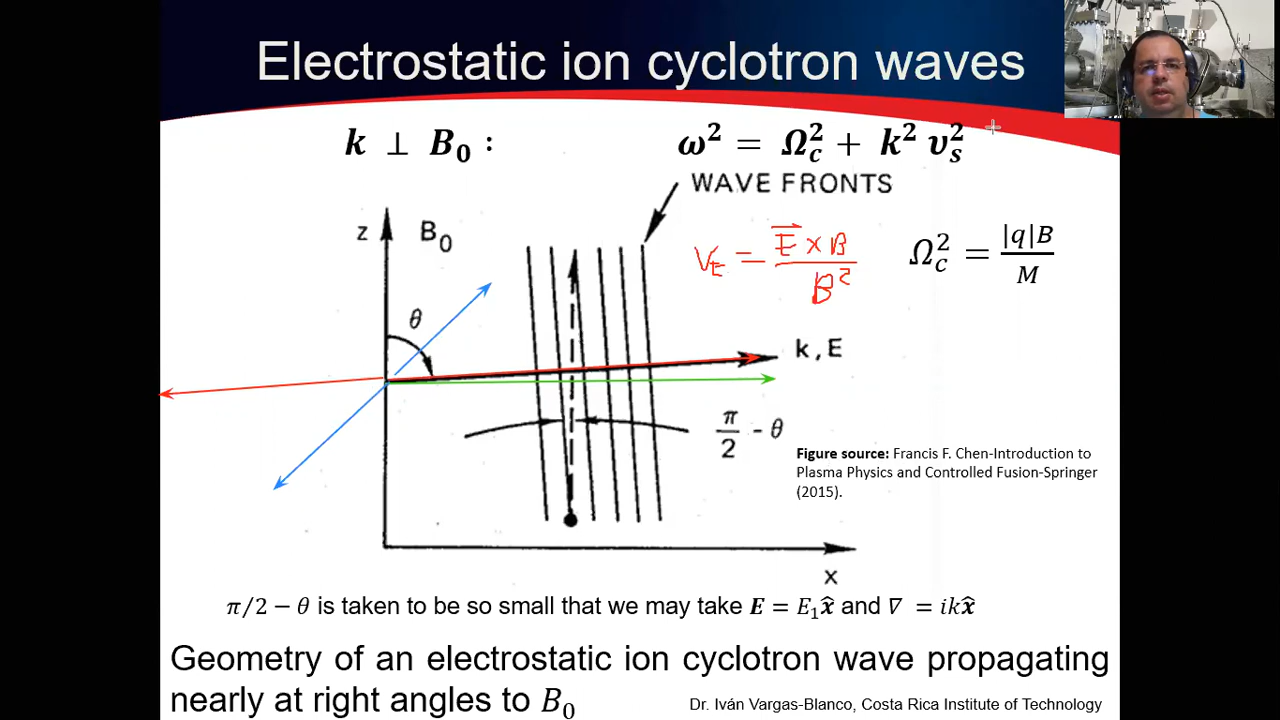 Electrostatic ion cyclotron waves
k ⊥ B₀ :
ω² = Ω_c² + k² v_s²
WAVE FRONTS
z
B₀
V_E = E⃗ × B / B²
Ω_c² = |q|B / M
θ
k, E
π/2 - θ
Figure source: Francis F. Chen-Introduction to
Plasma Physics and Controlled Fusion-Springer
(2015).
x
π/2 − θ is taken to be so small that we may take E = E₁x̂ and ∇ = ikx̂
Geometry of an electrostatic ion cyclotron wave propagating
nearly at right angles to B₀
Dr. Iván Vargas-Blanco, Costa Rica Institute of Technology